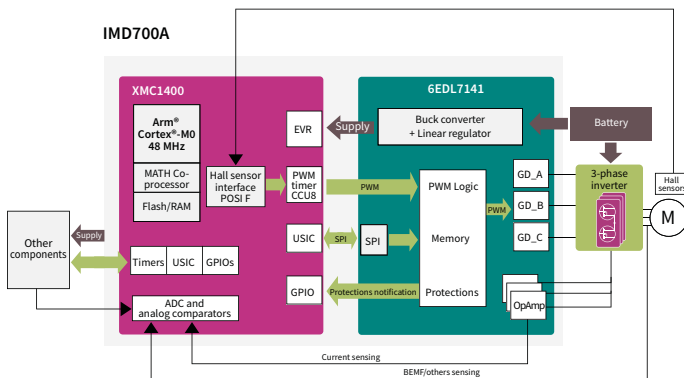 IMD700A
XMC1400
6EDL7141
Arm®
Cortex®-M0
48 MHz
MATH Co-
processor
Flash/RAM
Hall sensor
interface
POSI F
EVR
PWM
timer
CCU8
USIC
GPIO
Supply
Buck converter
+ Linear regulator
Battery
PWM
PWM Logic
Memory
Protections
PWM
SPI
SPI
Protections notification
GD_A
GD_B
GD_C
OpAmp
3-phase
inverter
Hall
sensors
M
Other
components
Supply
Timers
USIC
GPIOs
ADC and
analog comparators
Current sensing
BEMF/others sensing